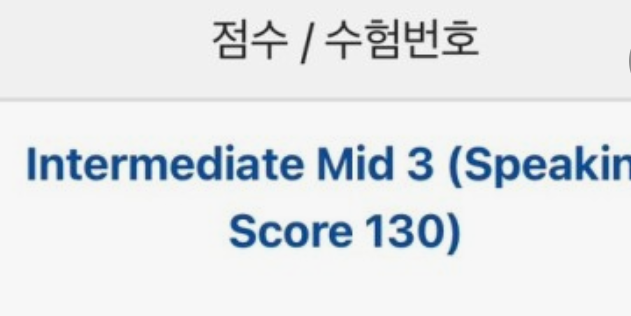 점수 / 수험번호
Intermediate Mid 3 (Speakin
Score 130)